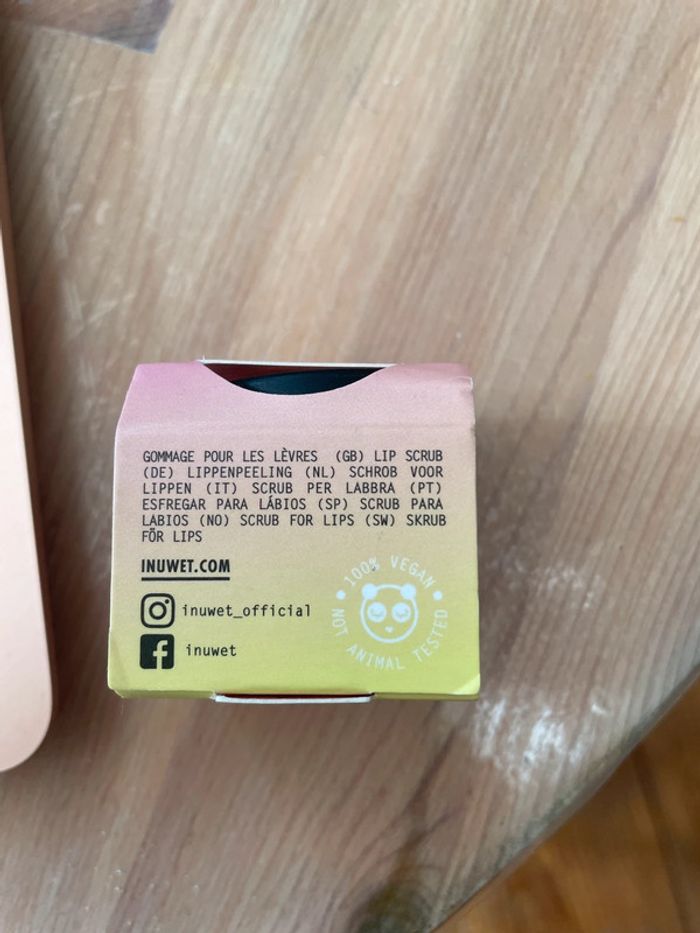 GOMMAGE POUR LES LÈVRES (GB) LIP SCRUB
(DE) LIPPENPEELING (NL) SCHROB VOOR
LIPPEN (IT) SCRUB PER LABBRA (PT)
ESFREGAR PARA LÁBIOS (SP) SCRUB PARA
LABIOS (NO) SCRUB FOR LIPS (SW) SKRUB
FÖR LIPS
INUWET.COM
inuwet_official
inuwet
100% VEGAN
NOT ANIMAL TESTED